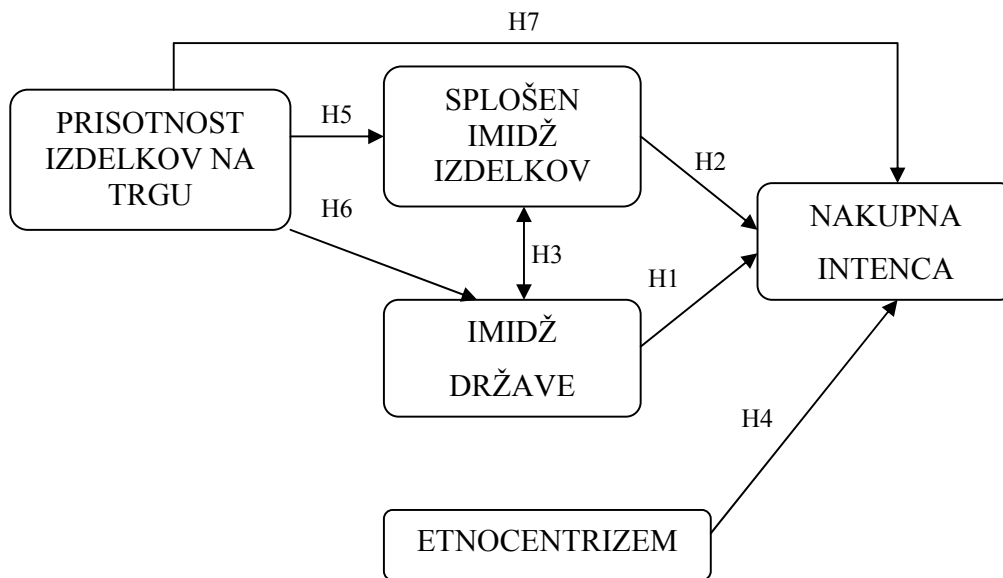 H7
PRISOTNOST
IZDELKOV NA
TRGU
H5
SPLOŠEN
IMIDŽ
IZDELKOV
H2
H6
H3
H1
NAKUPNA
INTENCA
IMIDŽ
DRŽAVE
H4
ETNOCENTRIZEM